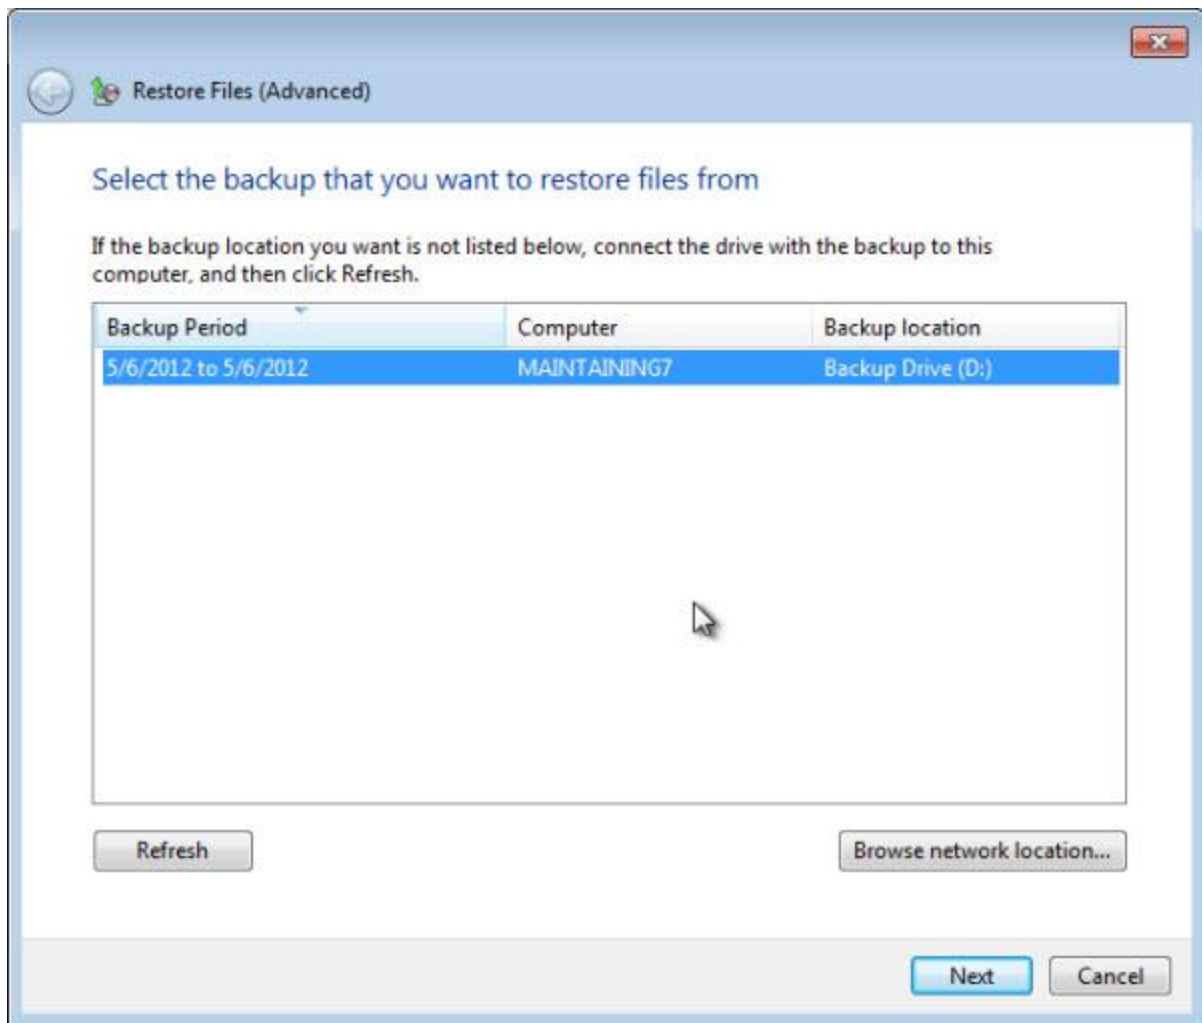 Restore Files (Advanced)
Select the backup that you want to restore files from
If the backup location you want is not listed below, connect the drive with the backup to this
computer, and then click Refresh.
Backup Period Computer Backup location
5/6/2012 to 5/6/2012 MAINTAINING7 Backup Drive (D:)
Refresh Browse network location...
Next Cancel